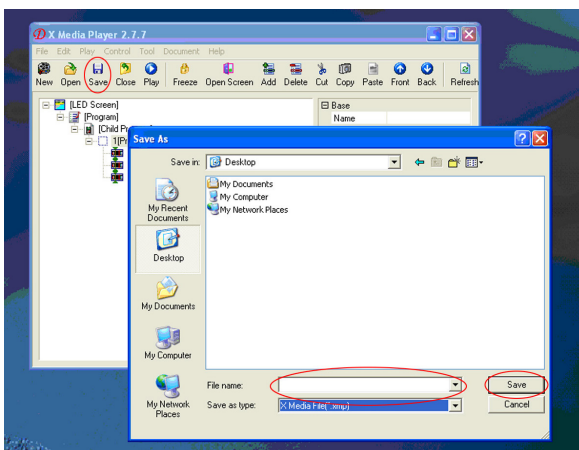 X Media Player 2.7.7
File Edit Play Control Tool Document Help
New Open Save Close Play Freeze Open Screen Add Delete Cut Copy Paste Front Back Refresh
[LED Screen]
[Program]
[Child Pr
1[Pr
Base
Name
Save As
Save in:
Desktop
My Recent Documents
Desktop
My Documents
My Computer
My Network Places
My Documents
My Computer
My Network Places
File name:
Save
Save as type:
X Media File(*.xmp)
Cancel